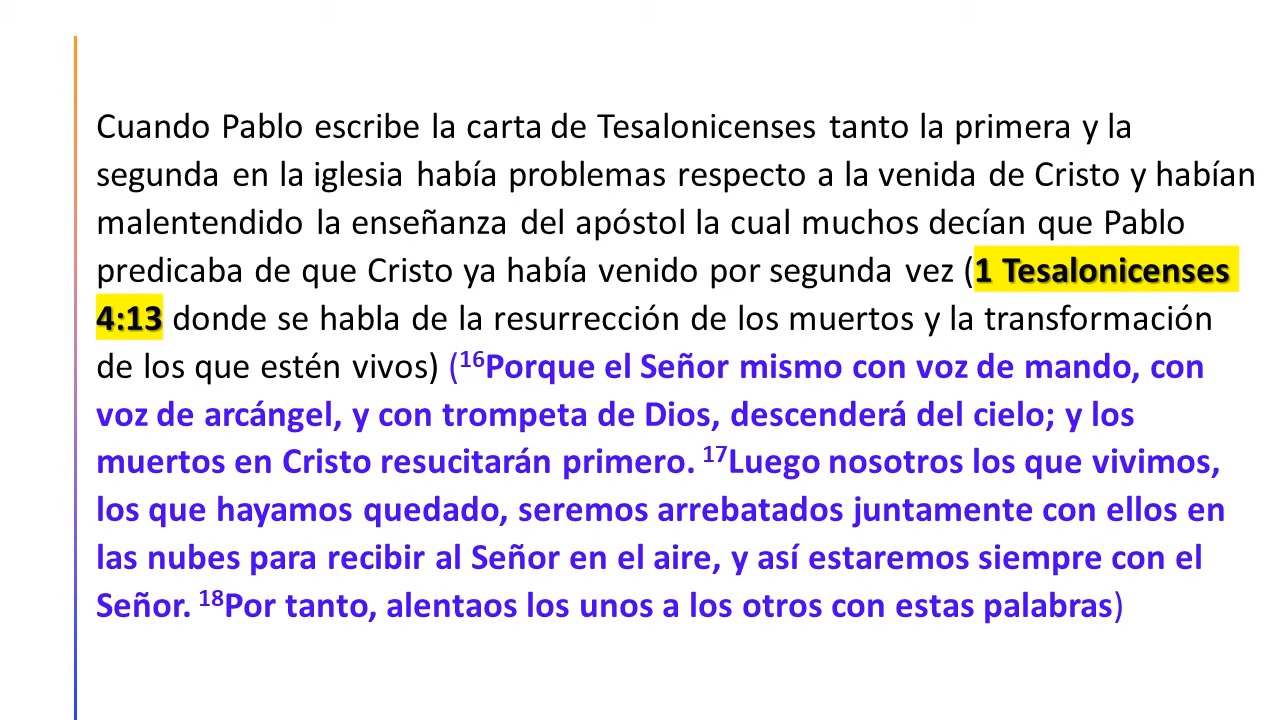 Cuando Pablo escribe la carta de Tesalonicenses tanto la primera y la
segunda en la iglesia había problemas respecto a la venida de Cristo y habían
malentendido la enseñanza del apóstol la cual muchos decían que Pablo
predicaba de que Cristo ya había venido por segunda vez (1 Tesalonicenses
4:13 donde se habla de la resurrección de los muertos y la transformación
de los que estén vivos) (16Porque el Señor mismo con voz de mando, con
voz de arcángel, y con trompeta de Dios, descenderá del cielo; y los
muertos en Cristo resucitarán primero. 17Luego nosotros los que vivimos,
los que hayamos quedado, seremos arrebatados juntamente con ellos en
las nubes para recibir al Señor en el aire, y así estaremos siempre con el
Señor. 18Por tanto, alentaos los unos a los otros con estas palabras)